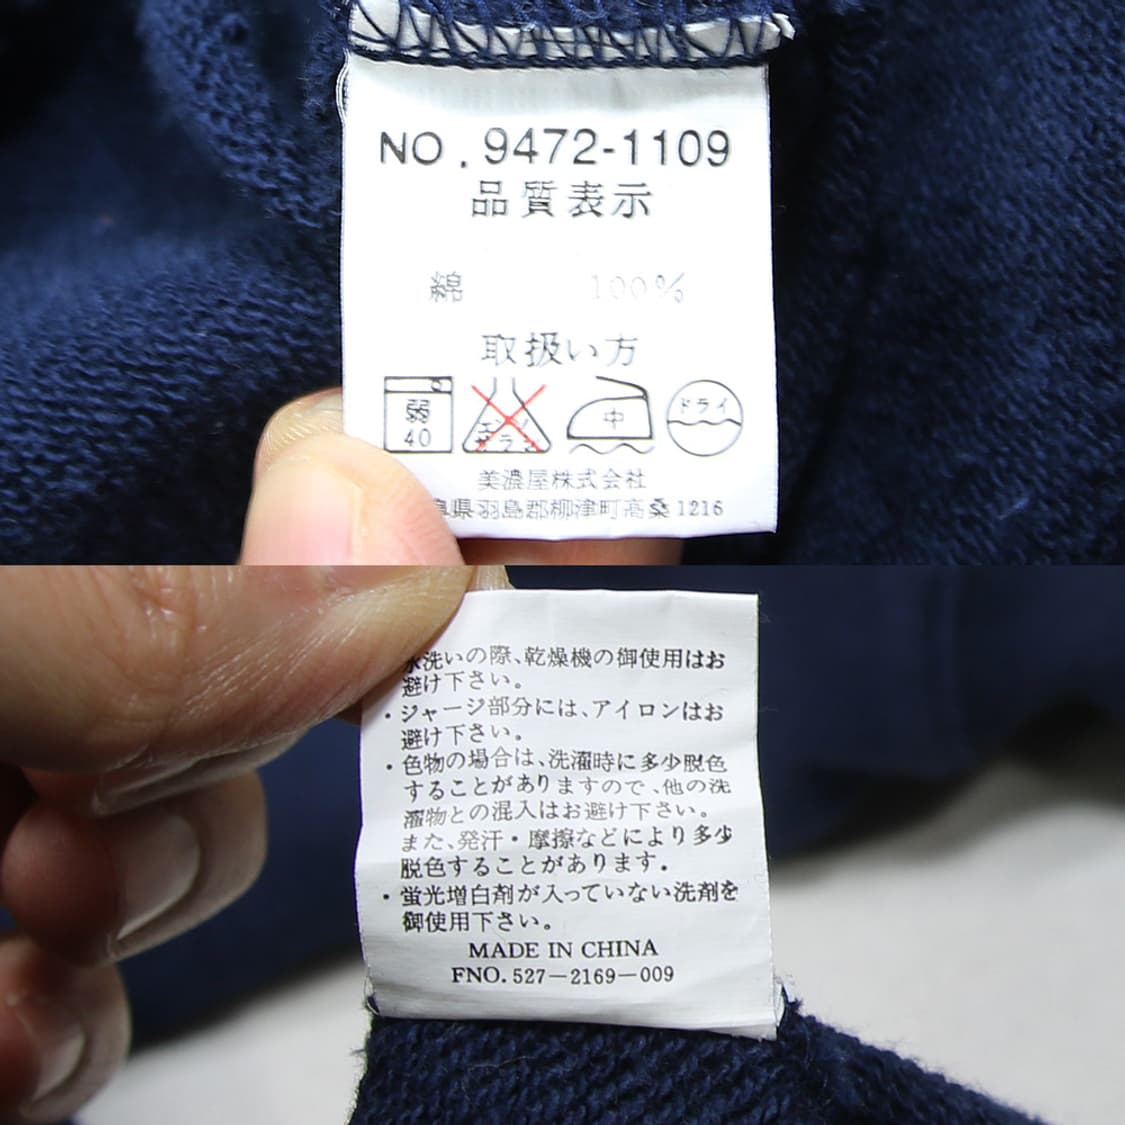 NO.9472-1109
品質表示
綿 100%
取扱い方
弱
40
エンソ
サラシ
中
ドライ
美濃屋株式会社
県羽島郡柳津町高桑1216
水洗いの際、乾燥機の御使用はお
避け下さい。
・ジャージ部分には、アイロンはお
避け下さい。
・色物の場合は、洗濯時に多少脱色
することがありますので、他の洗
濯物との混入はお避け下さい。
また、発汗・摩擦などにより多少
脱色することがあります。
・蛍光増白剤が入っていない洗剤を
御使用下さい。
MADE IN CHINA
FNO. 527-2169-009